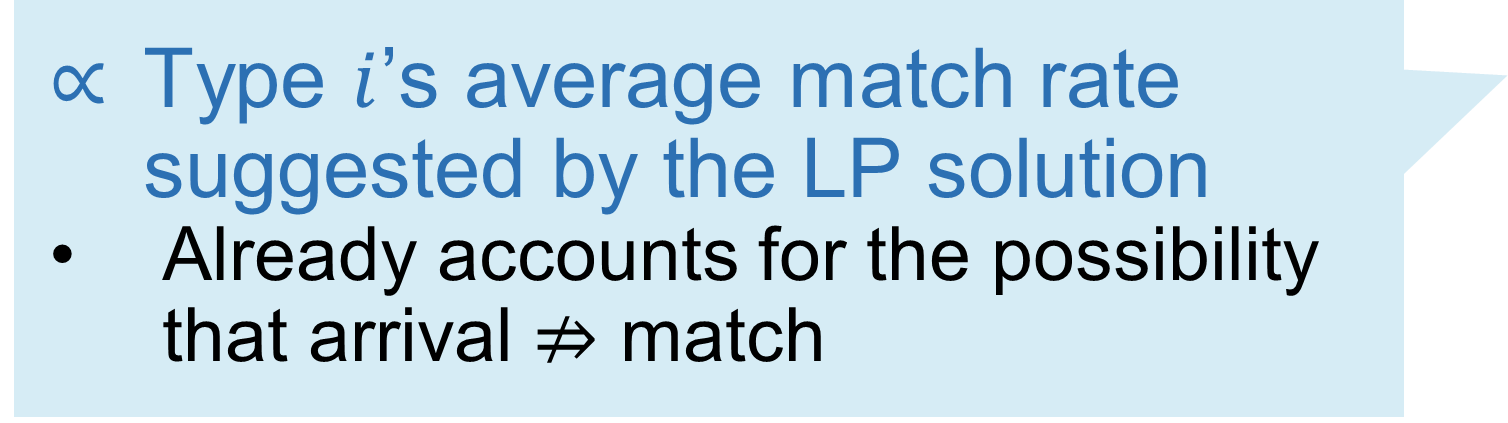 ∝ Type 𝑖’s average match rate
suggested by the LP solution
• Already accounts for the possibility
that arrival ⇏ match